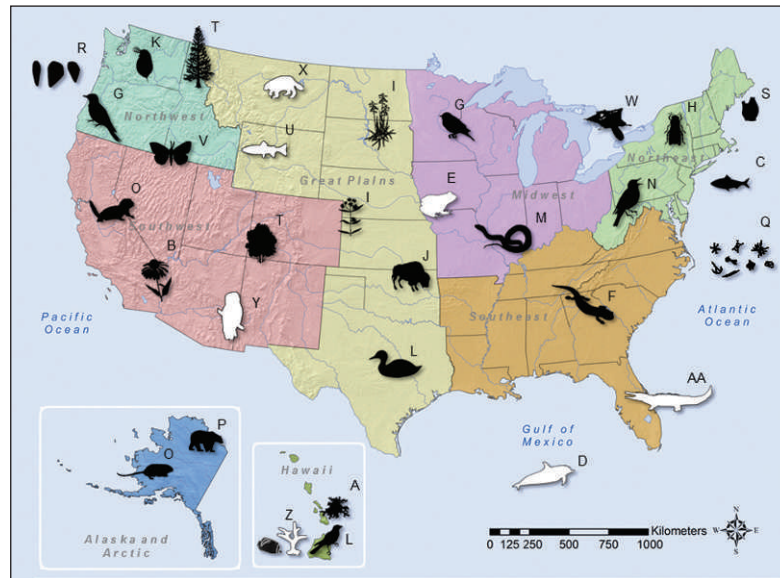 T
K
R
X
I
G
G
W
H
S
Northwest
V
U
Northeast
C
Great Plains
E
Midwest
N
O
Southwest
I
M
T
Q
B
J
F
Y
Southeast
Pacific
Ocean
Atlantic
Ocean
L
AA
P
O
Gulf of
Mexico
D
Hawaii
A
Z
L
Alaska and
Arctic
N
W
E
S
Kilometers
0 125 250 500 750 1000